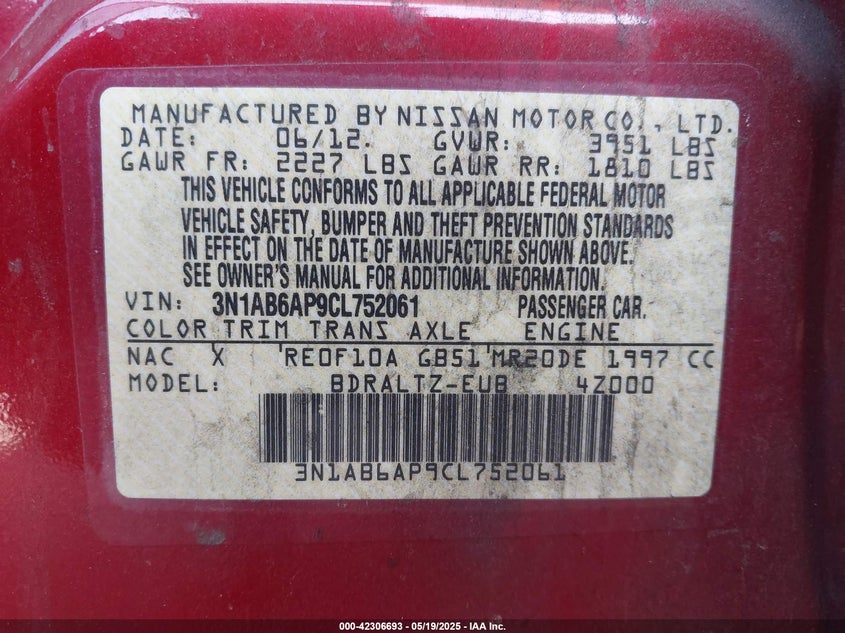 MANUFACTURED BY NISSAN MOTOR CO., LTD.
DATE: 06/12. GVWR: 3951 LBS
GAWR FR: 2227 LBS GAWR RR: 1810 LBS
THIS VEHICLE CONFORMS TO ALL APPLICABLE FEDERAL MOTOR
VEHICLE SAFETY, BUMPER AND THEFT PREVENTION STANDARDS
IN EFFECT ON THE DATE OF MANUFACTURE SHOWN ABOVE.
SEE OWNER'S MANUAL FOR ADDITIONAL INFORMATION.
VIN: 3N1AB6AP9CL752061 PASSENGER CAR.
COLOR TRIM TRANS AXLE ENGINE
NAC X RE0F10A GB51 MR20DE 1997 CC
MODEL: BDRALTZ-EUB 4Z000
3N1AB6AP9CL752061
000-42306693 - 05/19/2025 - IAA Inc.